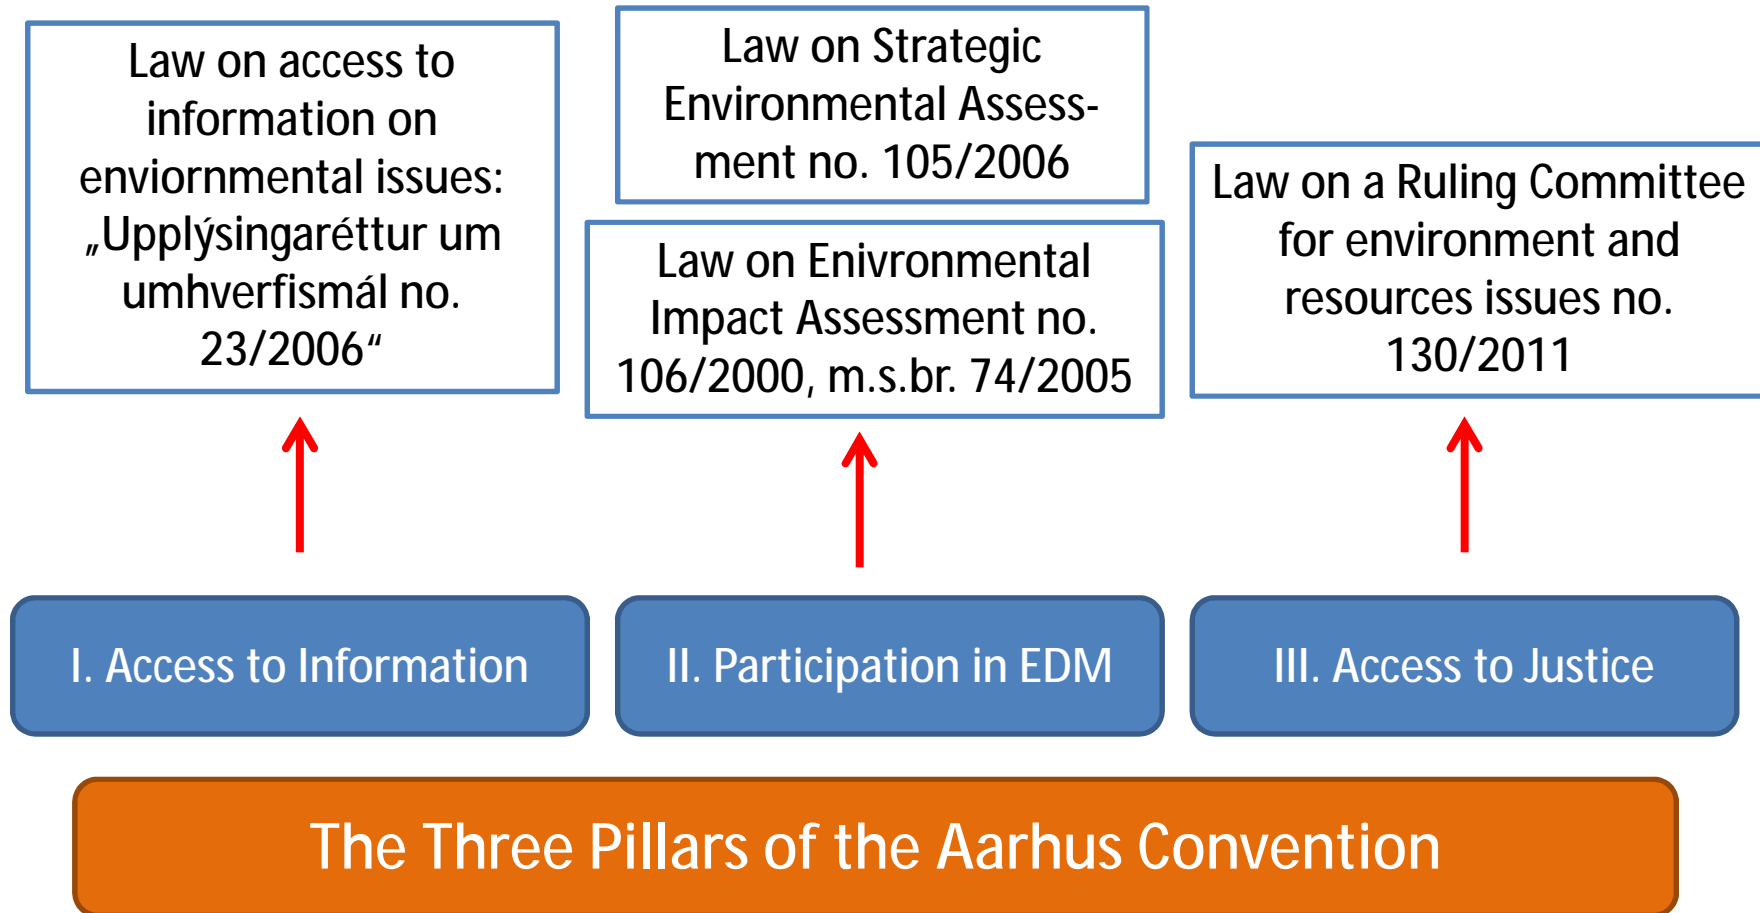 Law on access to
information on
enviornmental issues:
„Upplýsingaréttur um
umhverfismál no.
23/2006“
Law on Strategic
Environmental Assess-
ment no. 105/2006
Law on Enivronmental
Impact Assessment no.
106/2000, m.s.br. 74/2005
Law on a Ruling Committee
for environment and
resources issues no.
130/2011
I. Access to Information
II. Participation in EDM
III. Access to Justice
The Three Pillars of the Aarhus Convention